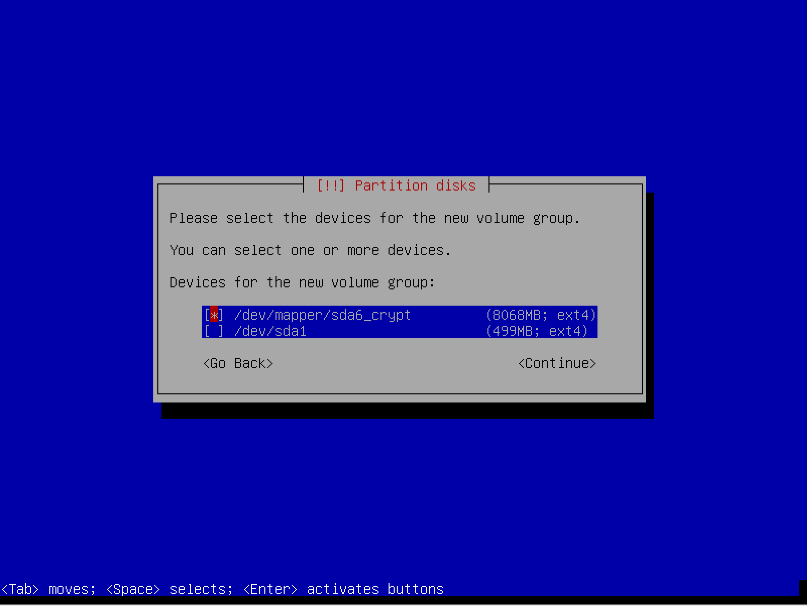 [!!] Partition disks
Please select the devices for the new volume group.
You can select one or more devices.
Devices for the new volume group:
[*] /dev/mapper/sda6_crypt (8068MB; ext4)
[ ] /dev/sda1 (499MB; ext4)
<Go Back> <Continue>
<Tab> moves; <Space> selects; <Enter> activates buttons